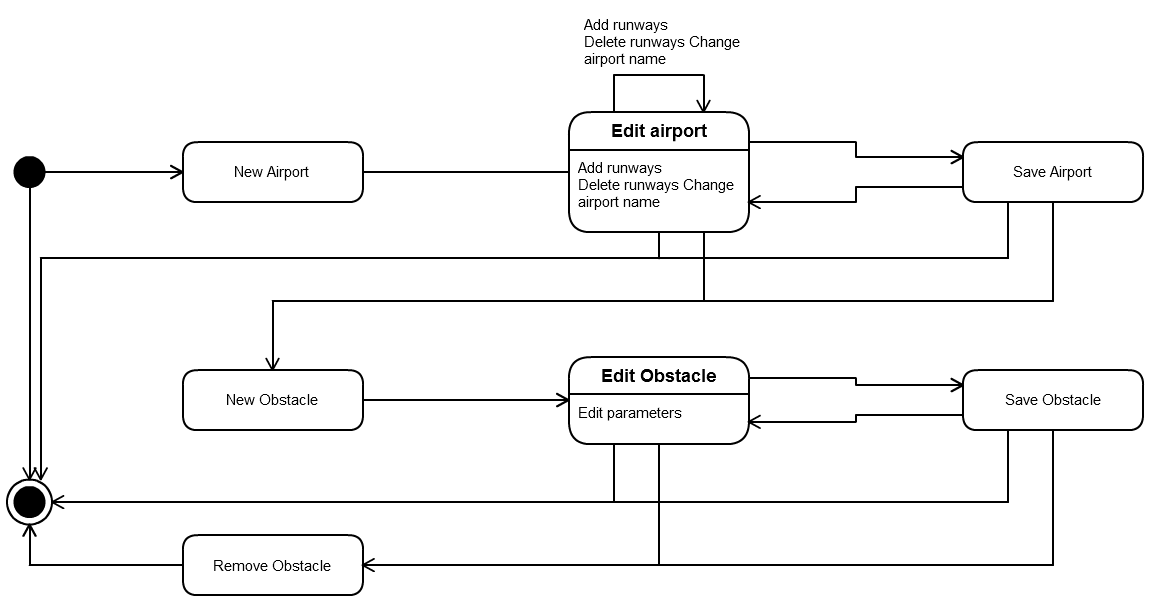 Add runways
Delete runways Change
airport name
Edit airport
New Airport
Add runways
Delete runways Change
airport name
Save Airport
New Obstacle
Edit Obstacle
Edit parameters
Save Obstacle
Remove Obstacle